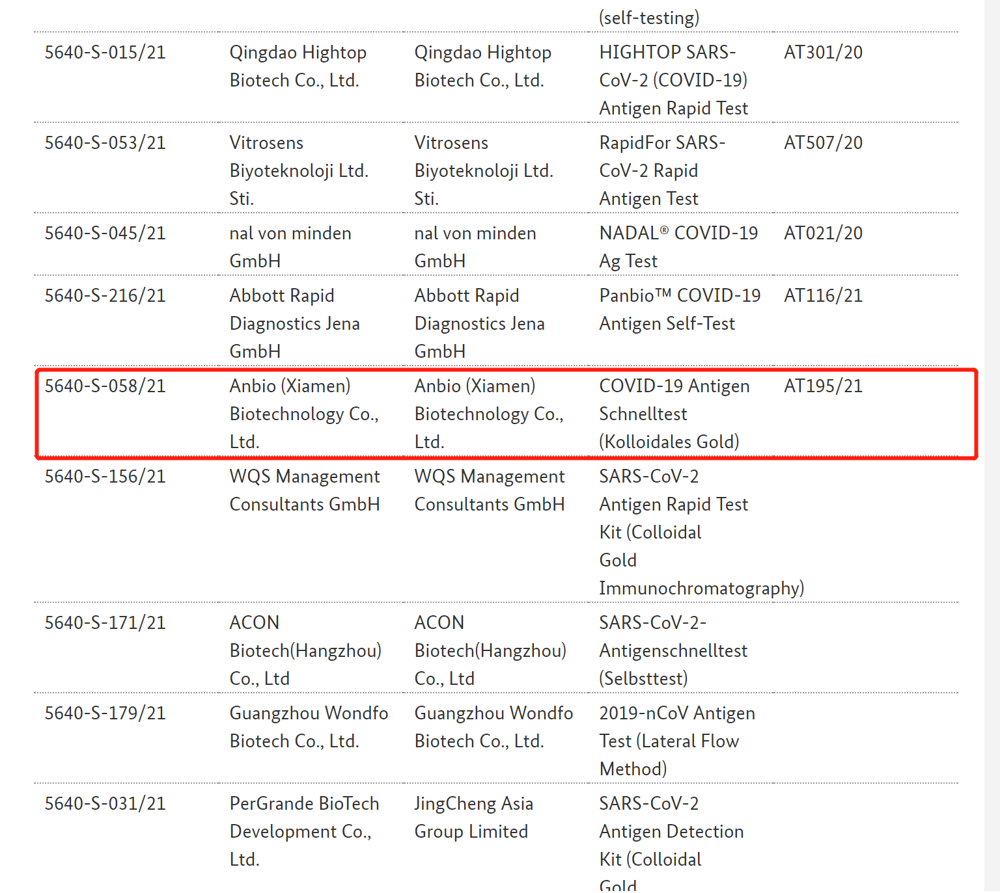 (self-testing)
5640-S-015/21 Qingdao Hightop Qingdao Hightop HIGHTOP SARS- AT301/20
Biotech Co., Ltd. Biotech Co., Ltd. CoV-2 (COVID-19)
Antigen Rapid Test
5640-S-053/21 Vitrosens Vitrosens RapidFor SARS- AT507/20
Biyoteknoloji Ltd. Biyoteknoloji Ltd. CoV-2 Rapid
Sti. Sti. Antigen Test
5640-S-045/21 nal von minden nal von minden NADAL® COVID-19 AT021/20
GmbH GmbH Ag Test
5640-S-216/21 Abbott Rapid Abbott Rapid Panbio™ COVID-19 AT116/21
Diagnostics Jena Diagnostics Jena Antigen Self-Test
GmbH GmbH
5640-S-058/21 Anbio (Xiamen) Anbio (Xiamen) COVID-19 Antigen AT195/21
Biotechnology Co., Biotechnology Co., Schnelltest
Ltd. Ltd. (Kolloidales Gold)
5640-S-156/21 WQS Management WQS Management SARS-CoV-2
Consultants GmbH Consultants GmbH Antigen Rapid Test
Kit (Colloidal
Gold
Immunochromatography)
5640-S-171/21 ACON ACON SARS-CoV-2-
Biotech(Hangzhou) Biotech(Hangzhou) Antigenschnelltest
Co., Ltd Co., Ltd (Selbsttest)
5640-S-179/21 Guangzhou Wondfo Guangzhou Wondfo 2019-nCoV Antigen
Biotech Co., Ltd. Biotech Co., Ltd. Test (Lateral Flow
Method)
5640-S-031/21 PerGrande BioTech JingCheng Asia SARS-CoV-2
Development Co., Group Limited Antigen Detection
Ltd. Kit (Colloidal
Gold